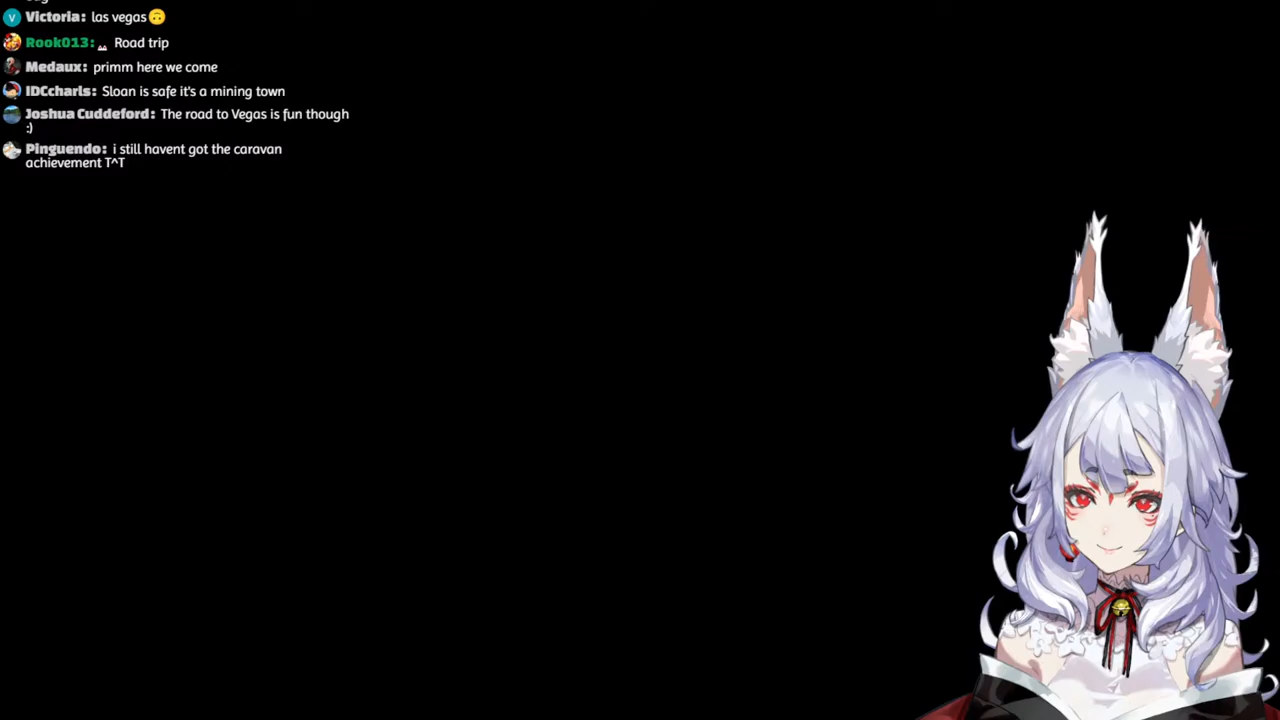 Victoria: las vegas🙃
Rook013: Road trip
Medaux: primm here we come
IDCcharls: Sloan is safe it's a mining town
Joshua Cuddeford: The road to Vegas is fun though
:)
Pinguendo: i still havent got the caravan
achievement T^T